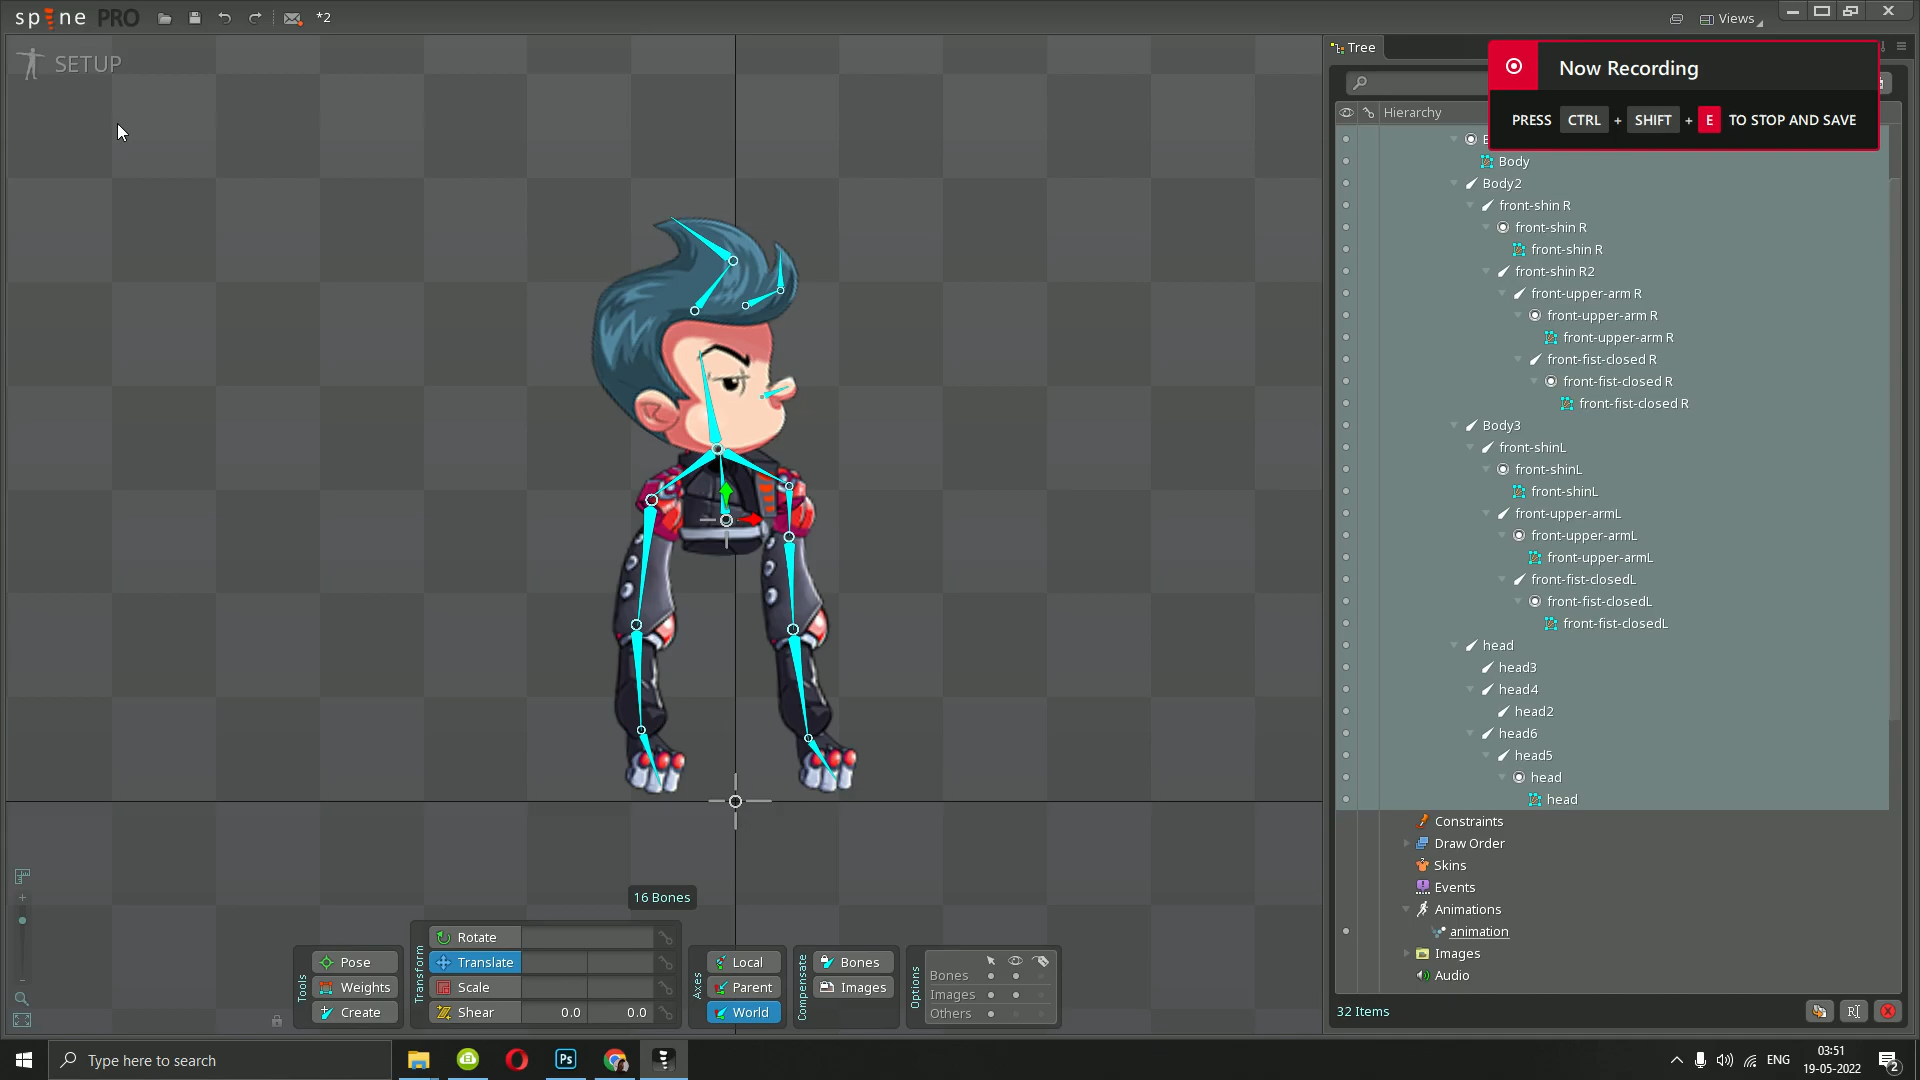 spine PRO
*2
Views
SETUP
Tree
Now Recording
PRESS CTRL + SHIFT + E TO STOP AND SAVE
Hierarchy
Body
Body2
front-shin R
front-shin R
front-shin R
front-shin R2
front-upper-arm R
front-upper-arm R
front-upper-arm R
front-fist-closed R
front-fist-closed R
front-fist-closed R
Body3
front-shinL
front-shinL
front-shinL
front-upper-armL
front-upper-armL
front-upper-armL
front-fist-closedL
front-fist-closedL
front-fist-closedL
head
head3
head4
head2
head6
head5
head
head
Constraints
Draw Order
Skins
Events
Animations
animation
Images
Audio
32 Items
16 Bones
Tools
Pose
Weights
Create
Transform
Rotate
Translate
Scale
Shear 0.0 0.0
Axes
Local
Parent
World
Compensate
Bones
Images
Options
Bones
Images
Others
Type here to search
Ps
ENG
03:51
19-05-2022
2